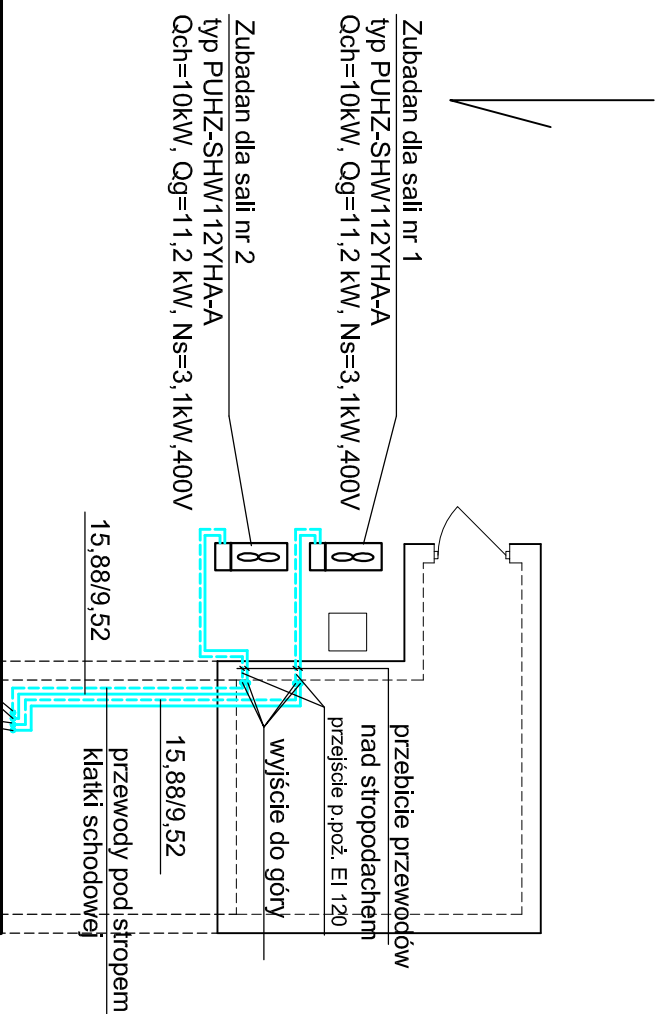 Zubadan dla sali nr 1
typ PUHZ-SHW112YHA-A
Qch=10kW, Qg=11,2 kW, Ns=3,1kW,400V
Zubadan dla sali nr 2
typ PUHZ-SHW112YHA-A
Qch=10kW, Qg=11,2 kW, Ns=3,1kW,400V
przebicie przewodów
nad stropodachem
przejście p.poż. EI 120
wyjście do góry
15,88/9,52
przewody pod stropem
klatki schodowej
15,88/9,52